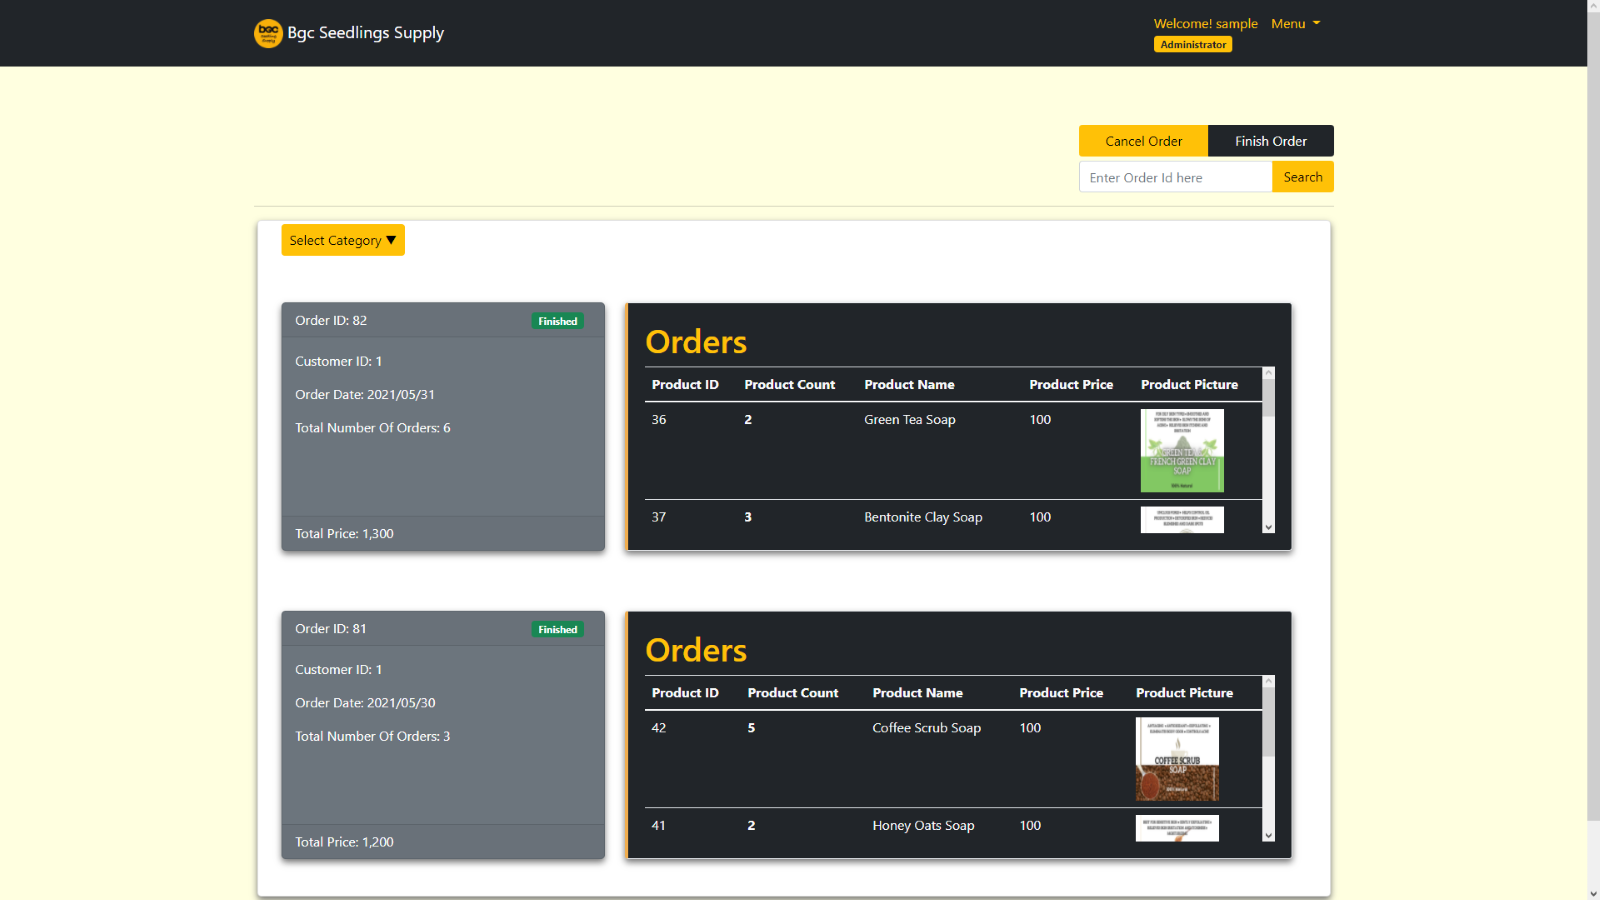 bgc
Bgc Seedlings Supply
Welcome! sample
Menu
Administrator
Cancel Order
Finish Order
Enter Order Id here
Search
Select Category ▼
Order ID: 82
Finished
Customer ID: 1
Order Date: 2021/05/31
Total Number Of Orders: 6
Total Price: 1,300
Orders
Product ID Product Count Product Name Product Price Product Picture
36 2 Green Tea Soap 100
GREEN TEA
FRENCH GREEN CLAY
SOAP
100% Natural
37 3 Bentonite Clay Soap 100
Order ID: 81
Finished
Customer ID: 1
Order Date: 2021/05/30
Total Number Of Orders: 3
Total Price: 1,200
Orders
Product ID Product Count Product Name Product Price Product Picture
42 5 Coffee Scrub Soap 100
COFFEE SCRUB
SOAP
41 2 Honey Oats Soap 100